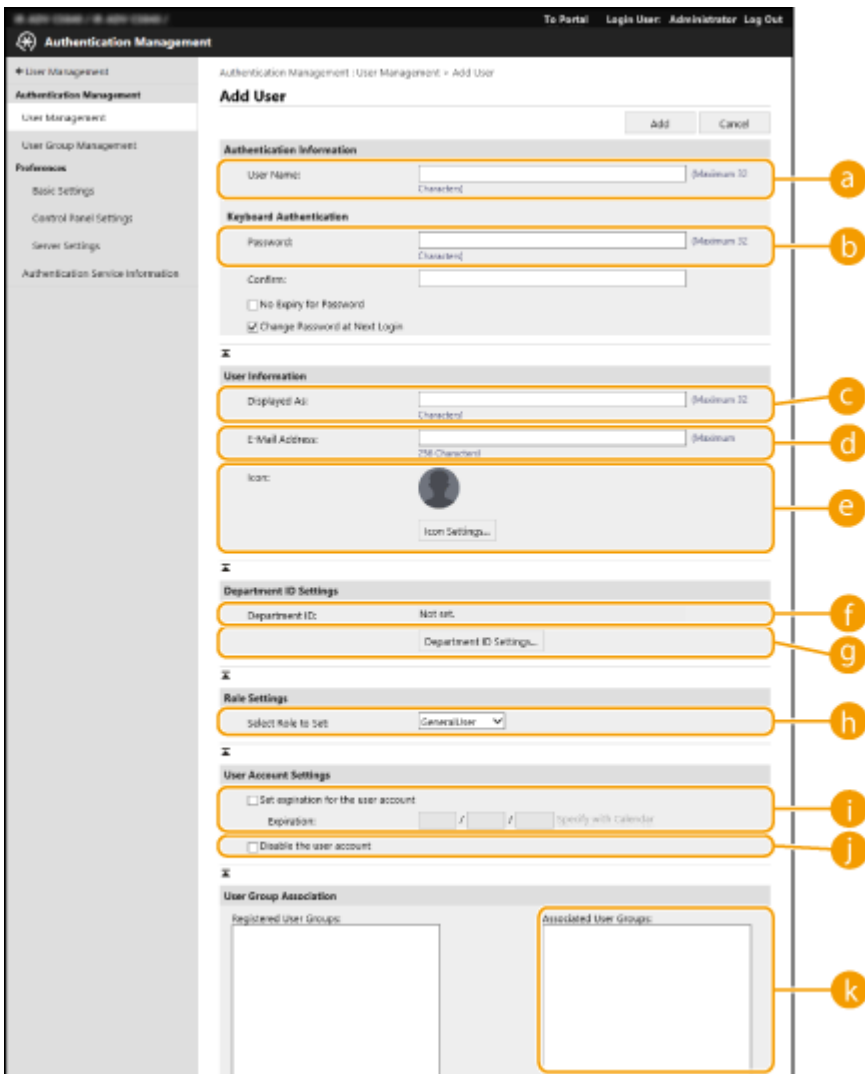 To Portal Login User: Administrator Log Out
Authentication Management
User Management
Authentication Management : User Management > Add User
Authentication Management
Add User
User Management
Add Cancel
User Group Management
Authentication Information
Preferences
User Name: (Maximum 32
Characters)
a
Basic Settings
Keyboard Authentication
Control Panel Settings
Password: (Maximum 32
Characters)
b
Server Settings
Authentication Service Information
Confirm:
No Expiry for Password
Change Password at Next Login
User Information
Displayed As: (Maximum 32
Characters)
c
E-Mail Address: (Maximum
256 Characters)
d
Icon:
e
Icon Settings...
Department ID Settings
Department ID: Not set.
f
Department ID Settings...
g
Role Settings
Select Role to Set: GeneralUser
h
User Account Settings
Set expiration for the user account
i
Expiration: / / Specify with Calendar
Disable the user account
j
User Group Association
Registered User Groups: Associated User Groups:
k